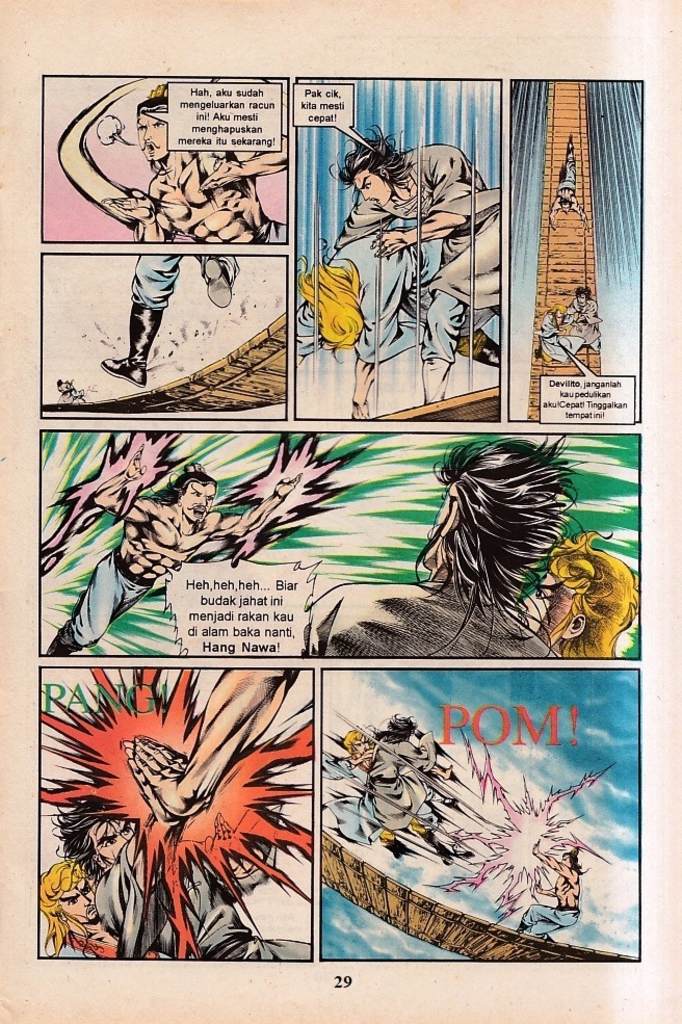 Hah, aku sudah
mengeluarkan racun
ini! Aku mesti
menghapuskan
mereka itu sekarang!
Pak cik,
kita mesti
cepat!
Devilito, janganlah
kau pedulikan
aku!Cepat! Tinggalkan
tempat ini!
Heh,heh,heh... Biar
budak jahat ini
menjadi rakan kau
di alam baka nanti,
Hang Nawa!
PANG!
POM!
29